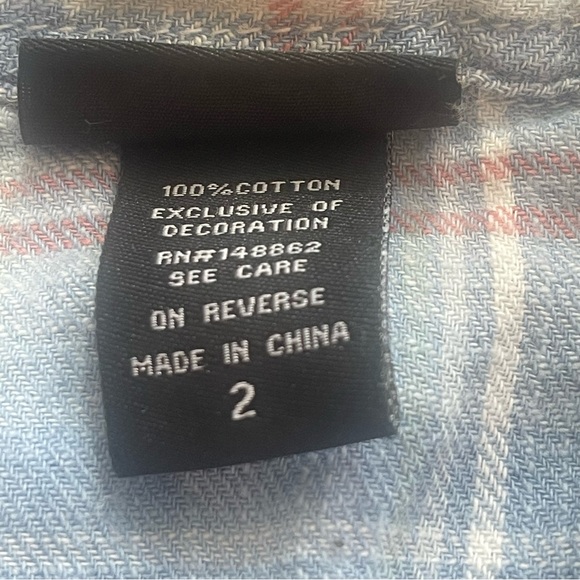 100%COTTON
EXCLUSIVE OF
DECORATION
RN#148862
SEE CARE
ON REVERSE
MADE IN CHINA
2